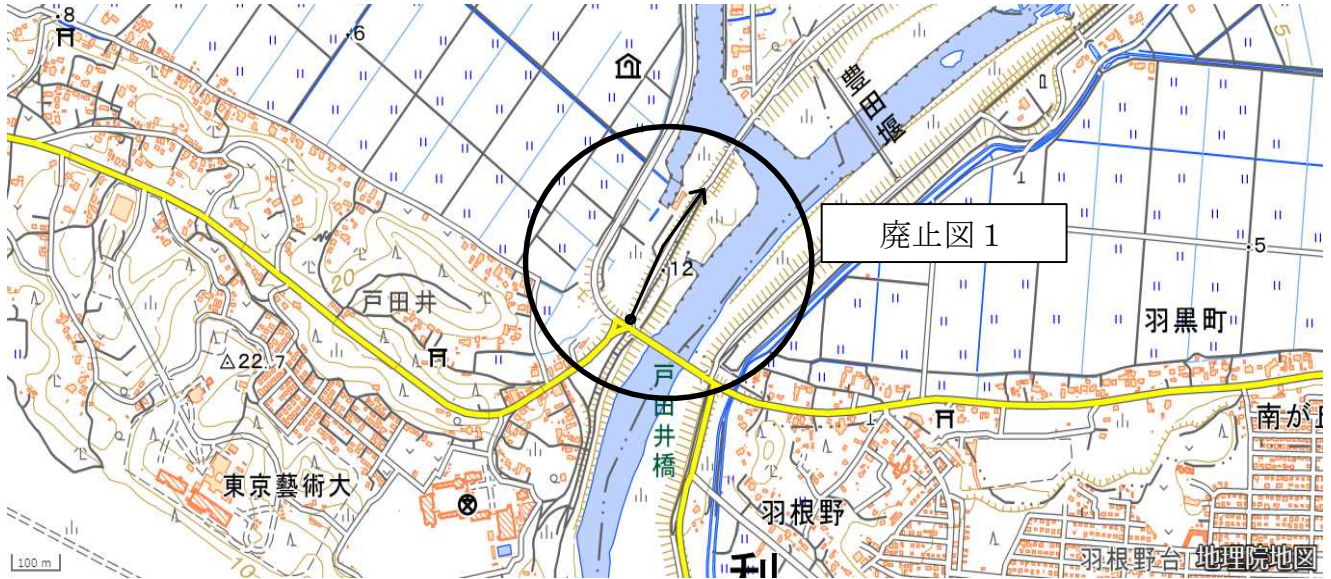 .8
.6
5
豊田堰
廃止図1
.12
.5
20
戸田井
羽黒町
22.7
戸田井橋
南が丘
東京藝術大
羽根野
100 m
10
利
羽根野台
地理院地図